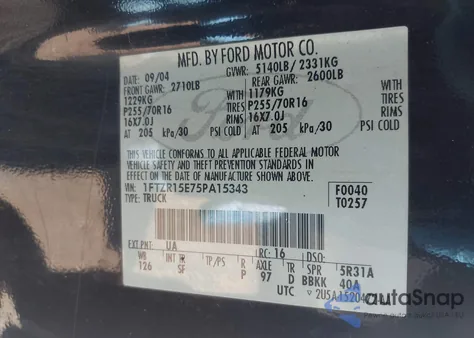 MFD. BY FORD MOTOR CO.
DATE: 09/04 GVWR: 5140LB/ 2331KG
FRONT GAWR: 2710LB REAR GAWR: 2600LB
1229KG WITH 1179KG WITH
P255/70R16 TIRES P255/70R16 TIRES
16X7.0J RIMS 16X7.0J RIMS
AT 205 kPa/30 PSI COLD AT 205 kPa/30 PSI COLD
THIS VEHICLE CONFORMS TO ALL APPLICABLE FEDERAL MOTOR
VEHICLE SAFETY AND THEFT PREVENTION STANDARDS IN
EFFECT ON THE DATE OF MANUFACTURE SHOWN ABOVE.
VIN: 1FTZR15E75PA15343 F0040
TYPE: TRUCK T0257
EXT PNT: UA RC: 16 DSO:
WB INT TR TP/PS R AXLE TR SPR 5R31A
126 SF P 97 D BBKK 40A
UTC
autoSnap